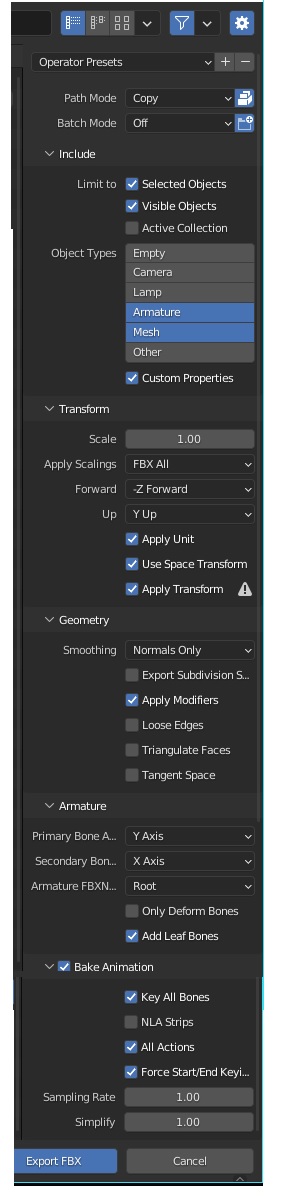 Operator Presets
Path Mode Copy
Batch Mode Off
Include
Limit to Selected Objects
Visible Objects
Active Collection
Object Types Empty
Camera
Lamp
Armature
Mesh
Other
Custom Properties
Transform
Scale 1.00
Apply Scalings FBX All
Forward -Z Forward
Up Y Up
Apply Unit
Use Space Transform
Apply Transform
Geometry
Smoothing Normals Only
Export Subdivision S...
Apply Modifiers
Loose Edges
Triangulate Faces
Tangent Space
Armature
Primary Bone A... Y Axis
Secondary Bon... X Axis
Armature FBXN... Root
Only Deform Bones
Add Leaf Bones
Bake Animation
Key All Bones
NLA Strips
All Actions
Force Start/End Keyi...
Sampling Rate 1.00
Simplify 1.00
Export FBX Cancel